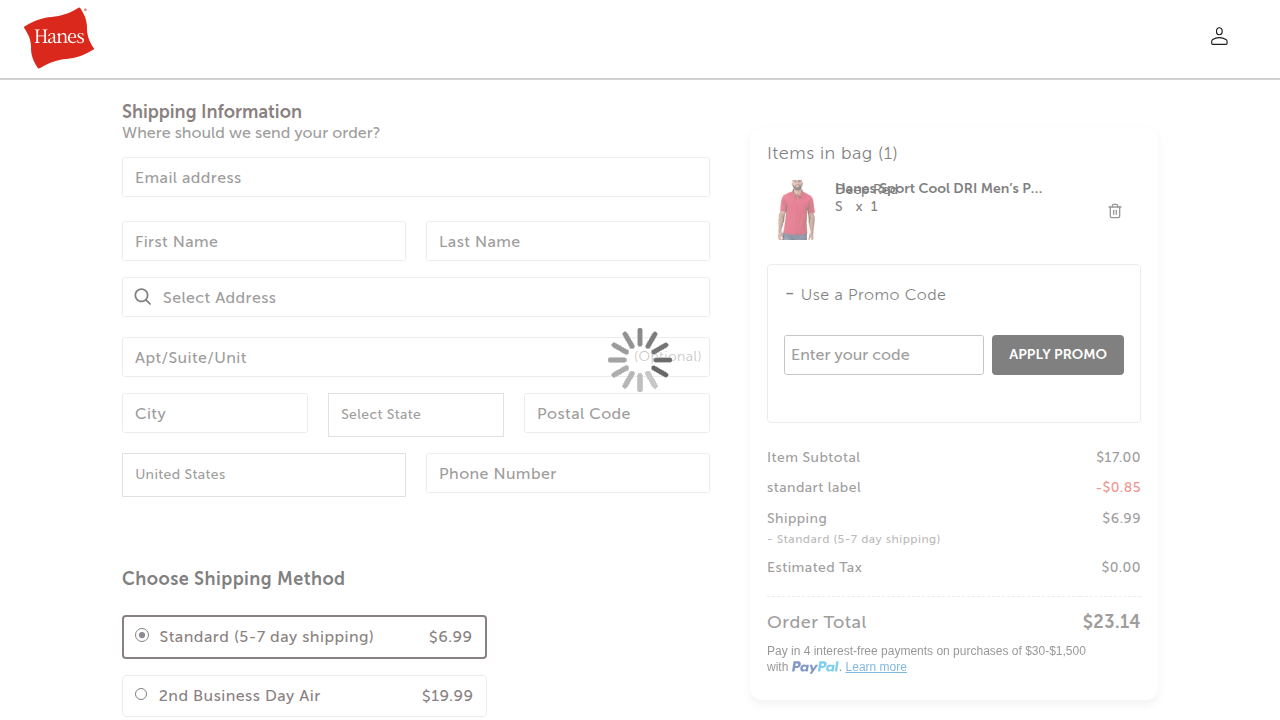 Hanes
Shipping Information
Where should we send your order?
Email address
First Name
Last Name
Select Address
Apt/Suite/Unit
(Optional)
City
Select State
Postal Code
United States
Phone Number
Choose Shipping Method
Standard (5-7 day shipping) $6.99
2nd Business Day Air $19.99
Items in bag (1)
Hanes Sport Cool DRI Men's P...
Deep Red
S x 1
- Use a Promo Code
Enter your code
APPLY PROMO
Item Subtotal $17.00
standart label -$0.85
Shipping $6.99
- Standard (5-7 day shipping)
Estimated Tax $0.00
Order Total $23.14
Pay in 4 interest-free payments on purchases of $30-$1,500
with PayPal. Learn more